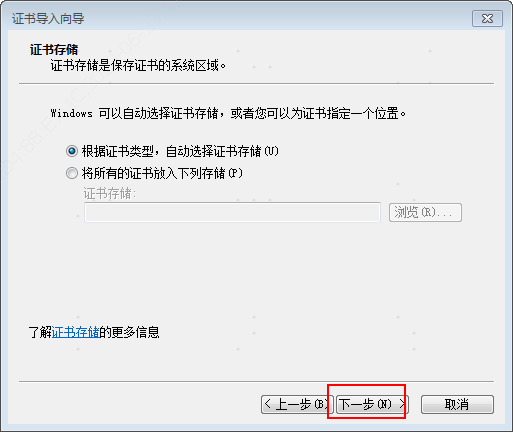 证书导入向导
证书存储
证书存储是保存证书的系统区域。
Windows 可以自动选择证书存储，或者您可以为证书指定一个位置。
根据证书类型，自动选择证书存储(U)
将所有的证书放入下列存储(P)
证书存储:
浏览(R)...
了解证书存储的更多信息
< 上一步(B) 下一步(N) > 取消